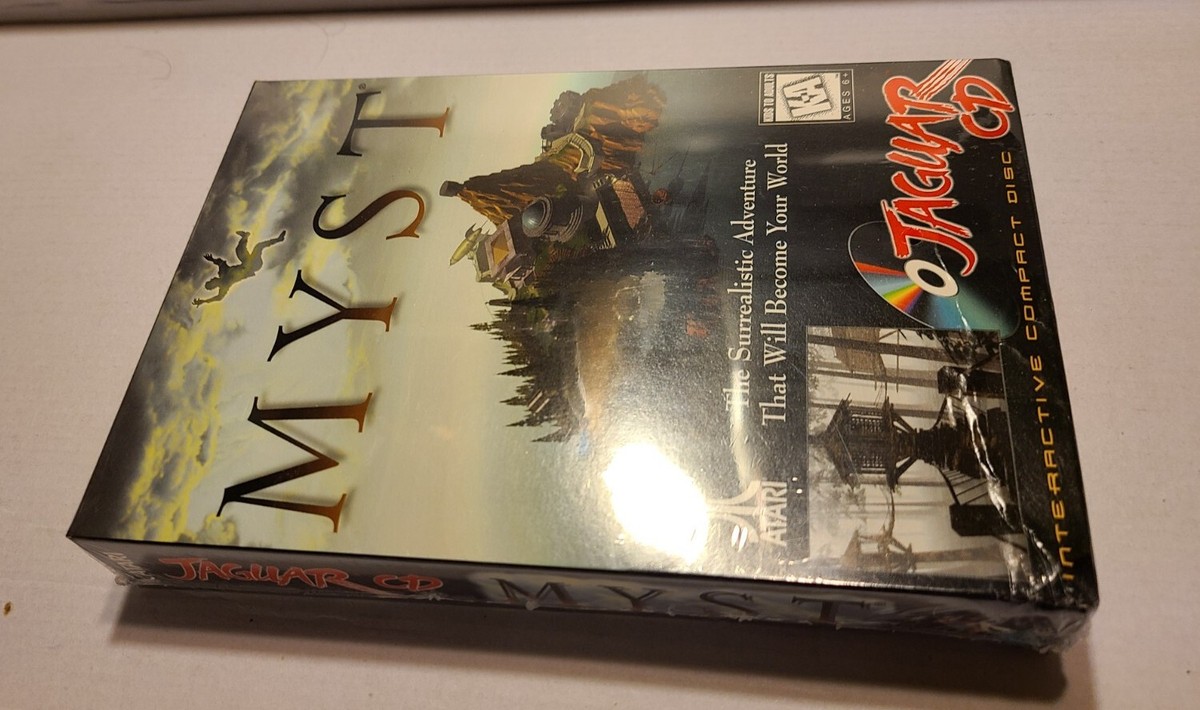 MYST®
The Surrealistic Adventure
That Will Become Your World
KIDS TO ADULTS
K-A
AGES 6+
JAGUAR
CD
INTERACTIVE COMPACT DISC
ATARI
JAGUAR CD
MYST